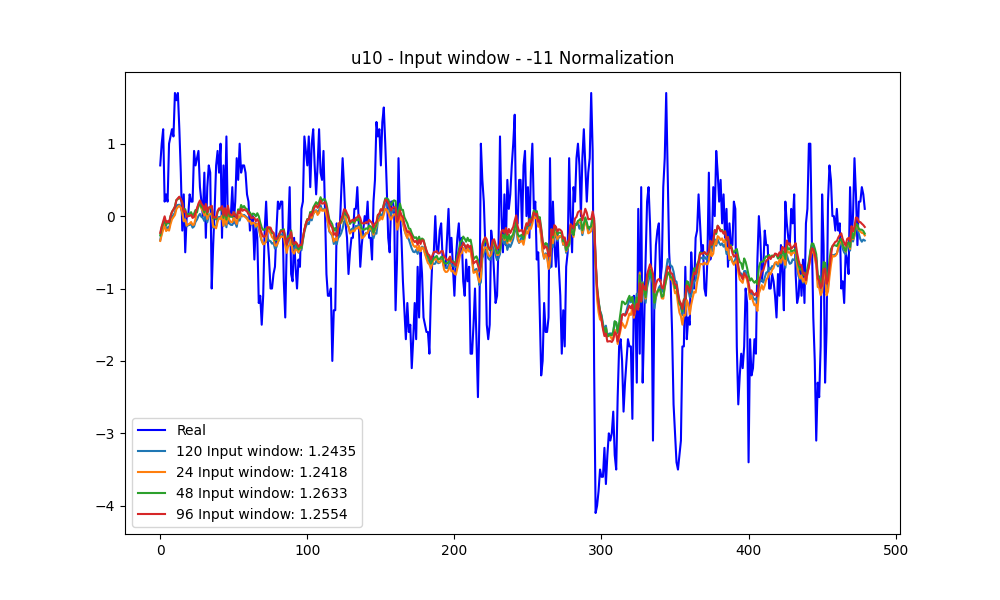 u10 - Input window - -11 Normalization
1
0
−1
−2
−3
−4
0
100
200
300
400
500
Real
120 Input window: 1.2435
24 Input window: 1.2418
48 Input window: 1.2633
96 Input window: 1.2554